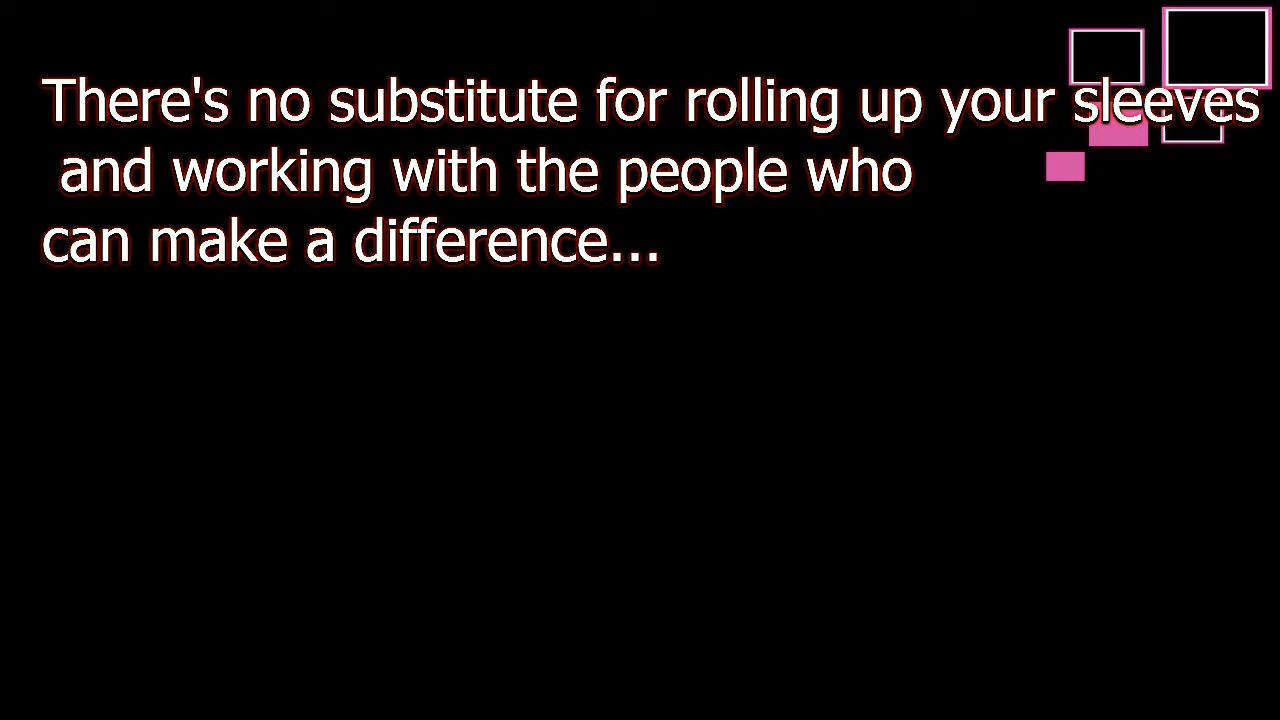 There's no substitute for rolling up your sleeves
and working with the people who
can make a difference...